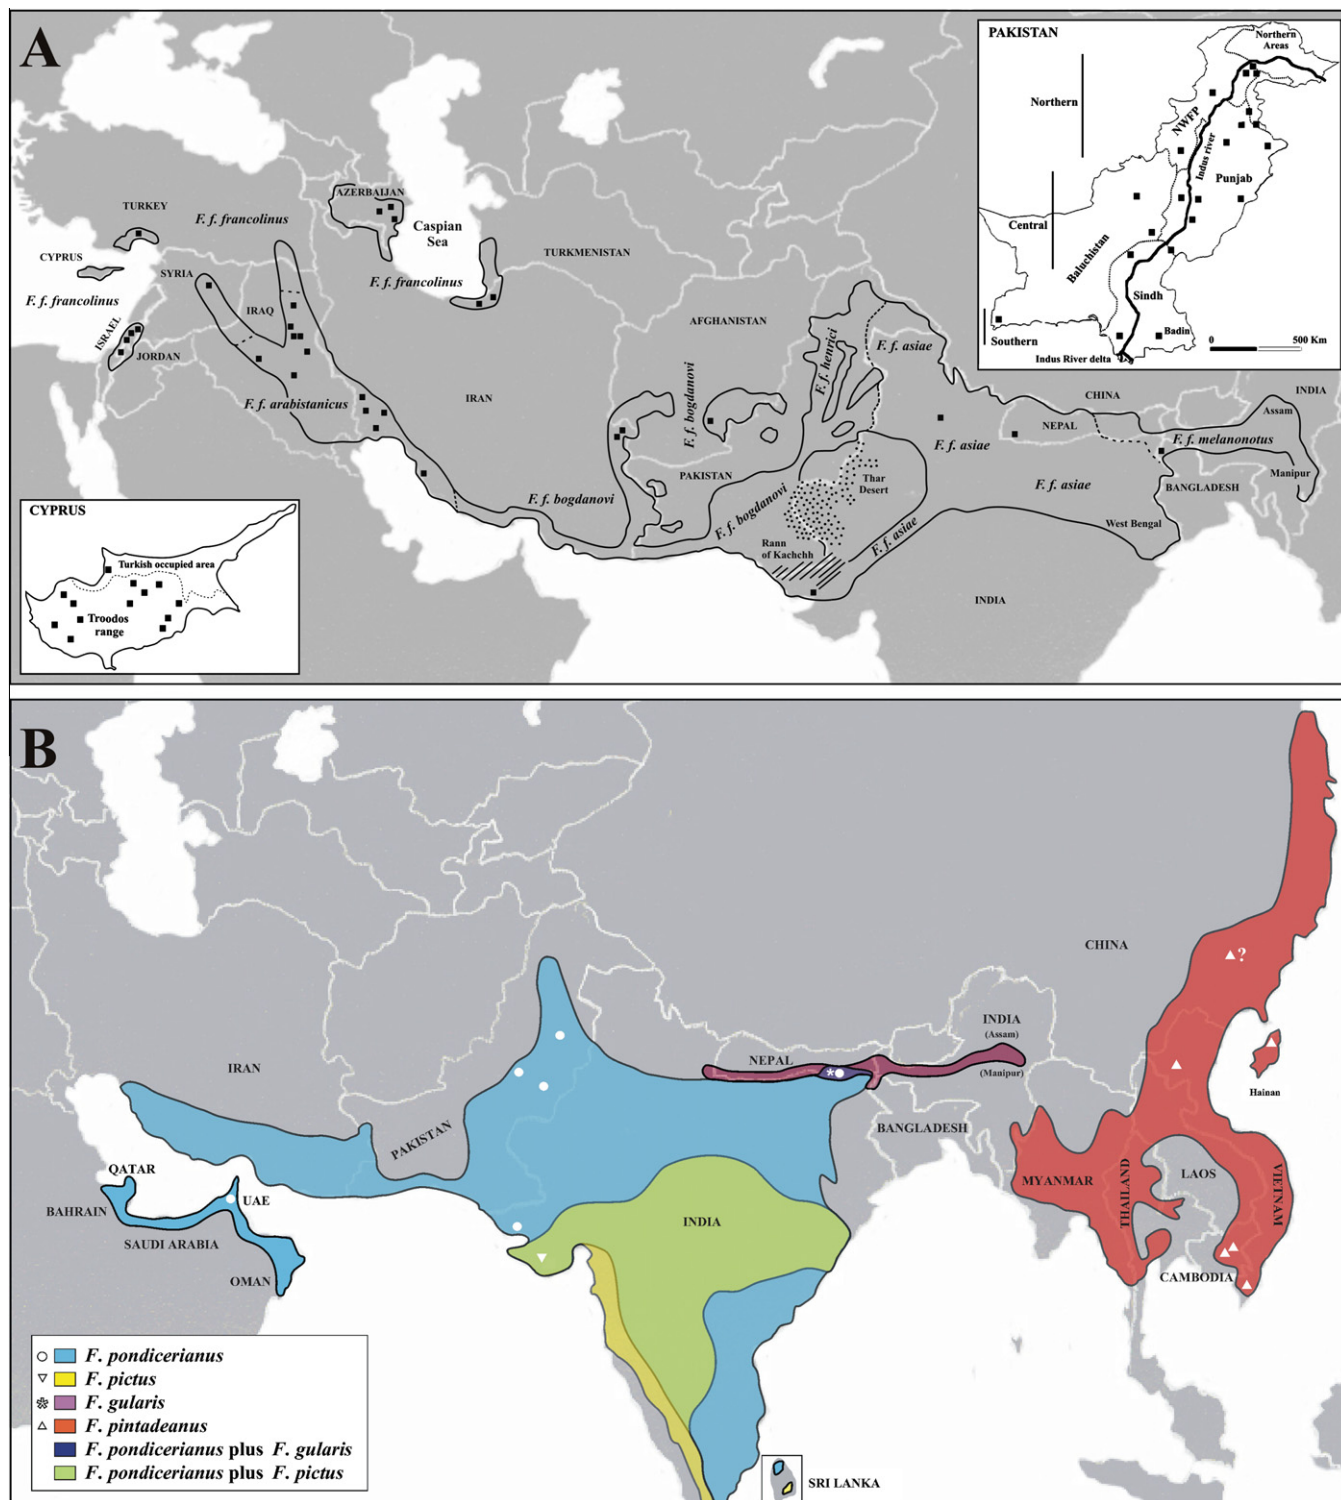 A
TURKEY
F. f. francolinus
AZERBAIJAN
Caspian
Sea
CYPRUS
SYRIA
F. f. francolinus
TURKMENISTAN
F. f. francolinus
IRAQ
ISRAEL
JORDAN
AFGHANISTAN
F. f. arabistanicus
IRAN
F. f. bogdanovi
F. f. bogdanovi
PAKISTAN
F. f. henrici
F. f. asiae
F. f. bogdanovi
Thar
Desert
Rann
of Kachchh
F. f. asiae
F. f. asiae
F. f. asiae
CHINA
NEPAL
INDIA
Assam
F. f. melanonotus
Manipur
BANGLADESH
West Bengal
INDIA
PAKISTAN
Northern
Areas
Northern
NWFP
Indus river
Punjab
Central
Baluchistan
Sindh
Badin
Southern
Indus River delta
0
500 Km
CYPRUS
Turkish occupied area
Troodos
range
B
CHINA
?
INDIA
(Assam)
NEPAL
(Manipur)
IRAN
Hainan
PAKISTAN
BANGLADESH
QATAR
BAHRAIN
UAE
SAUDI ARABIA
OMAN
INDIA
MYANMAR
THAILAND
LAOS
VIETNAM
CAMBODIA
*
SRI LANKA
F. pondicerianus
F. pictus
F. gularis
F. pintadeanus
F. pondicerianus plus F. gularis
F. pondicerianus plus F. pictus